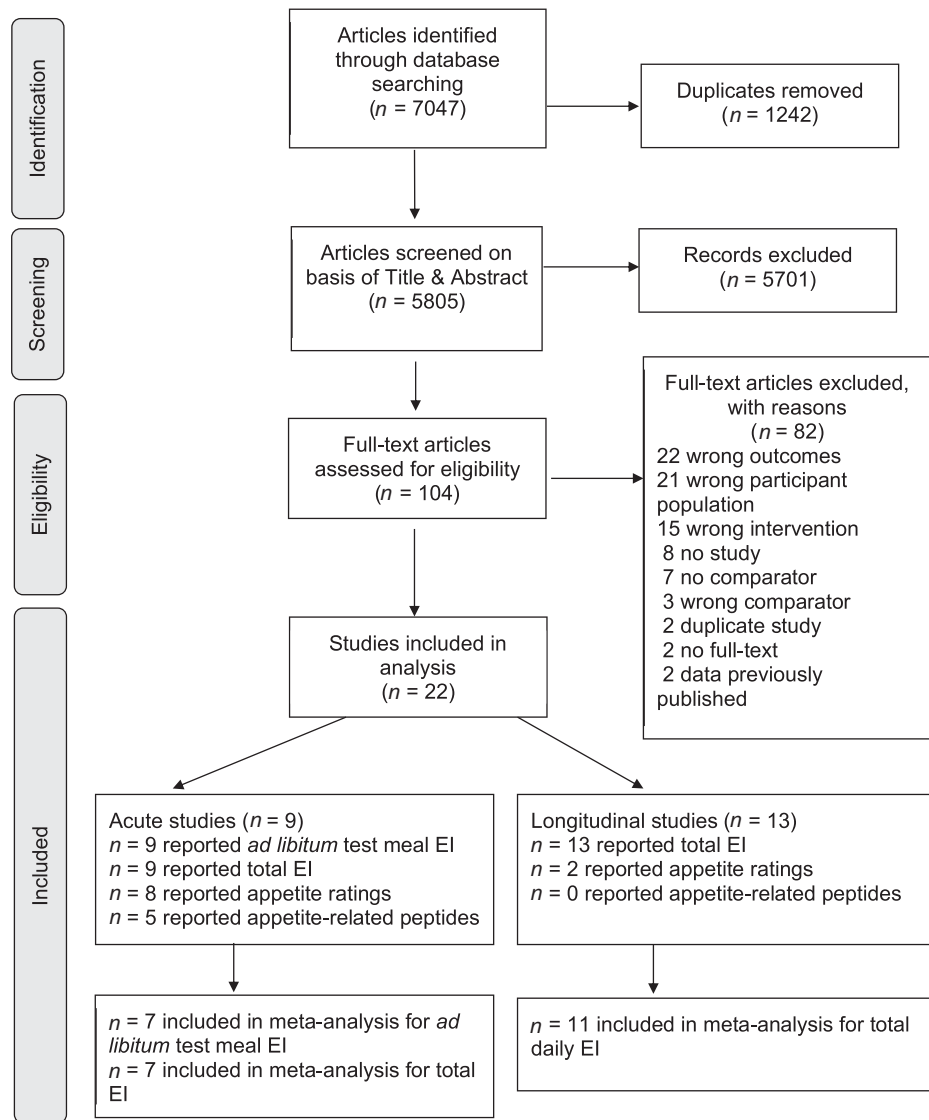 Identification
Articles identified
through database
searching
(n = 7047)
Duplicates removed
(n = 1242)
Screening
Articles screened on
basis of Title & Abstract
(n = 5805)
Records excluded
(n = 5701)
Eligibility
Full-text articles
assessed for eligibility
(n = 104)
Full-text articles excluded,
with reasons
(n = 82)
22 wrong outcomes
21 wrong participant
population
15 wrong intervention
8 no study
7 no comparator
3 wrong comparator
2 duplicate study
2 no full-text
2 data previously
published
Included
Studies included in
analysis
(n = 22)
Acute studies (n = 9)
n = 9 reported ad libitum test meal EI
n = 9 reported total EI
n = 8 reported appetite ratings
n = 5 reported appetite-related peptides
Longitudinal studies (n = 13)
n = 13 reported total EI
n = 2 reported appetite ratings
n = 0 reported appetite-related peptides
n = 7 included in meta-analysis for ad
libitum test meal EI
n = 7 included in meta-analysis for total
EI
n = 11 included in meta-analysis for total
daily EI